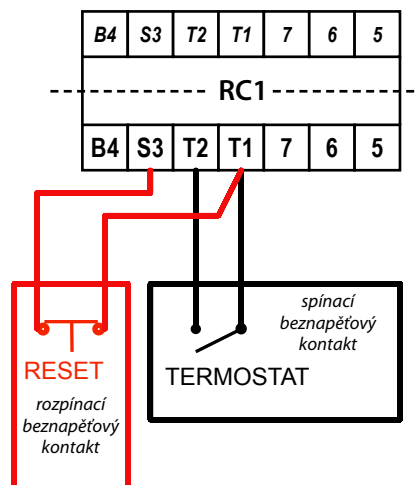 B4 S3 T2 T1 7 6 5
RC1
B4 S3 T2 T1 7 6 5
spínací
beznapěťový
kontakt
TERMOSTAT
RESET
rozpínací
beznapěťový
kontakt